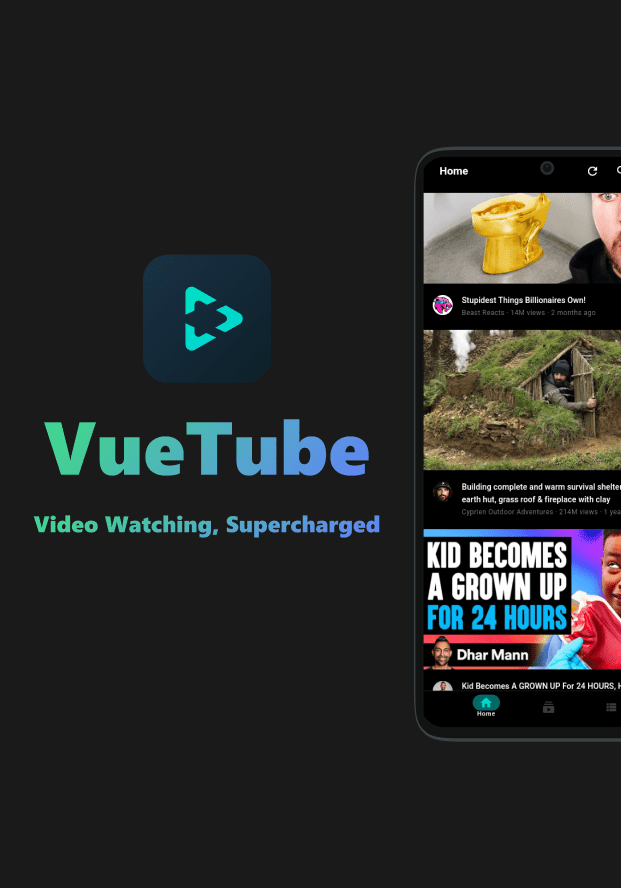 VueTube
Video Watching, Supercharged
Home
Stupidest Things Billionaires Own!
Beast Reacts · 14M views · 2 months ago
Building complete and warm survival shelter
earth hut, grass roof & fireplace with clay
Cyprien Outdoor Adventures · 214M views · 1 yea
KID BECOMES
A GROWN UP
FOR 24 HOURS
Dhar Mann
Kid Becomes A GROWN UP For 24 HOURS,
Home